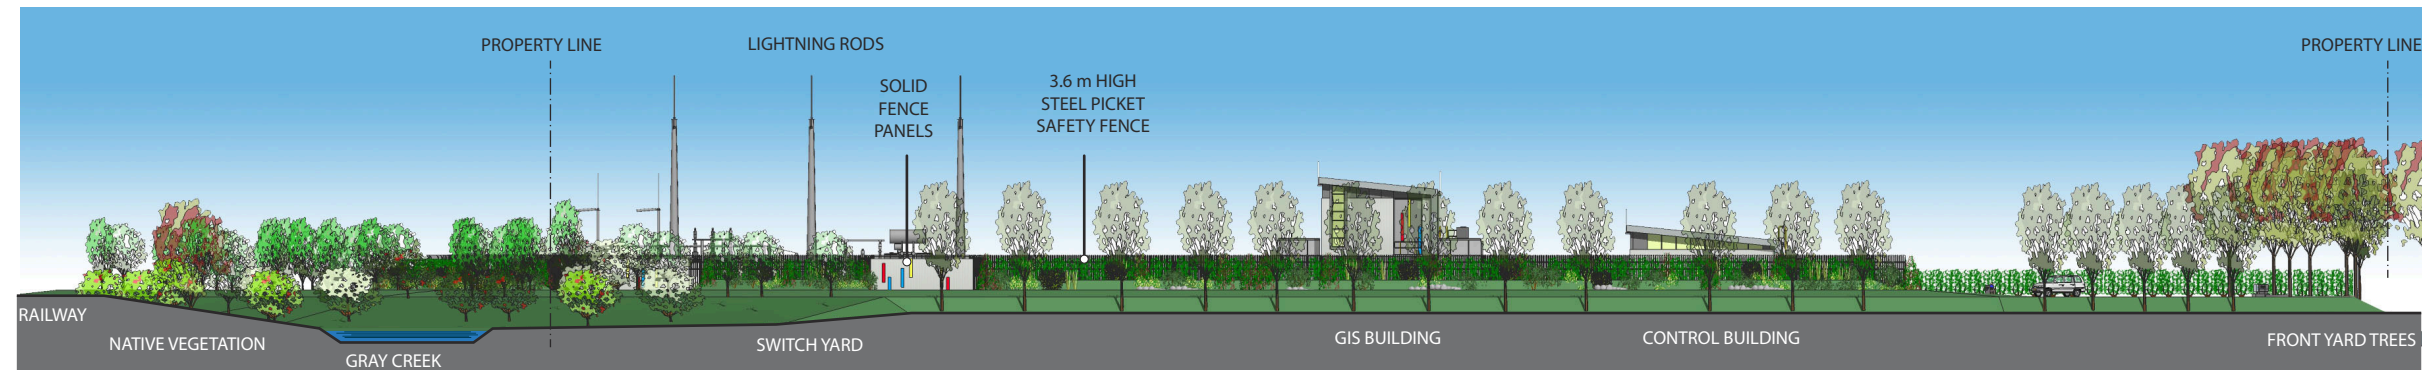 PROPERTY LINE
LIGHTNING RODS
PROPERTY LINE
SOLID
FENCE
PANELS
3.6 m HIGH
STEEL PICKET
SAFETY FENCE
RAILWAY
NATIVE VEGETATION
GRAY CREEK
SWITCH YARD
GIS BUILDING
CONTROL BUILDING
FRONT YARD TREES